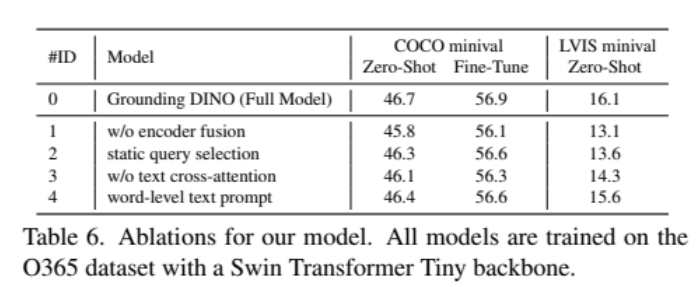 #ID Model COCO minival LVIS minival
Zero-Shot Fine-Tune Zero-Shot
0 Grounding DINO (Full Model) 46.7 56.9 16.1
1 w/o encoder fusion 45.8 56.1 13.1
2 static query selection 46.3 56.6 13.6
3 w/o text cross-attention 46.1 56.3 14.3
4 word-level text prompt 46.4 56.6 15.6
Table 6. Ablations for our model. All models are trained on the
O365 dataset with a Swin Transformer Tiny backbone.